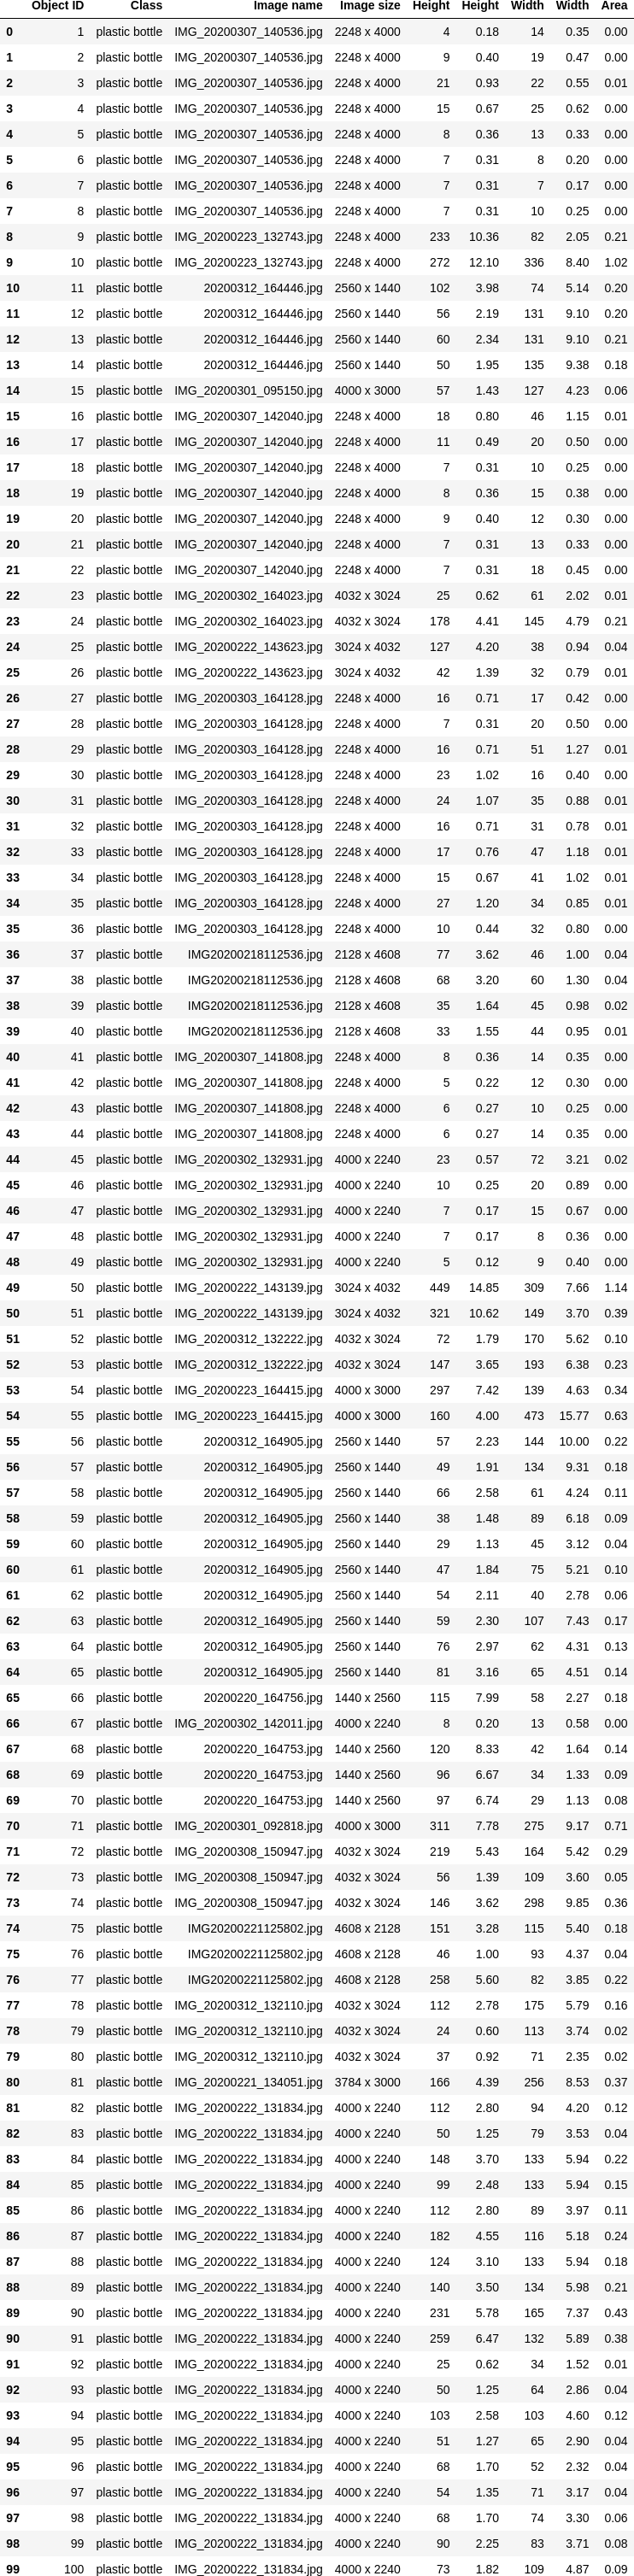 Object ID Class Image name Image size Height Height Width Width Area
0 1 plastic bottle IMG_20200307_140536.jpg 2248 x 4000 4 0.18 14 0.35 0.00
1 2 plastic bottle IMG_20200307_140536.jpg 2248 x 4000 9 0.40 19 0.47 0.00
2 3 plastic bottle IMG_20200307_140536.jpg 2248 x 4000 21 0.93 22 0.55 0.01
3 4 plastic bottle IMG_20200307_140536.jpg 2248 x 4000 15 0.67 25 0.62 0.00
4 5 plastic bottle IMG_20200307_140536.jpg 2248 x 4000 8 0.36 13 0.33 0.00
5 6 plastic bottle IMG_20200307_140536.jpg 2248 x 4000 7 0.31 8 0.20 0.00
6 7 plastic bottle IMG_20200307_140536.jpg 2248 x 4000 7 0.31 7 0.17 0.00
7 8 plastic bottle IMG_20200307_140536.jpg 2248 x 4000 7 0.31 10 0.25 0.00
8 9 plastic bottle IMG_20200223_132743.jpg 2248 x 4000 233 10.36 82 2.05 0.21
9 10 plastic bottle IMG_20200223_132743.jpg 2248 x 4000 272 12.10 336 8.40 1.02
10 11 plastic bottle 20200312_164446.jpg 2560 x 1440 102 3.98 74 5.14 0.20
11 12 plastic bottle 20200312_164446.jpg 2560 x 1440 56 2.19 131 9.10 0.20
12 13 plastic bottle 20200312_164446.jpg 2560 x 1440 60 2.34 131 9.10 0.21
13 14 plastic bottle 20200312_164446.jpg 2560 x 1440 50 1.95 135 9.38 0.18
14 15 plastic bottle IMG_20200301_095150.jpg 4000 x 3000 57 1.43 127 4.23 0.06
15 16 plastic bottle IMG_20200307_142040.jpg 2248 x 4000 18 0.80 46 1.15 0.01
16 17 plastic bottle IMG_20200307_142040.jpg 2248 x 4000 11 0.49 20 0.50 0.00
17 18 plastic bottle IMG_20200307_142040.jpg 2248 x 4000 7 0.31 10 0.25 0.00
18 19 plastic bottle IMG_20200307_142040.jpg 2248 x 4000 8 0.36 15 0.38 0.00
19 20 plastic bottle IMG_20200307_142040.jpg 2248 x 4000 9 0.40 12 0.30 0.00
20 21 plastic bottle IMG_20200307_142040.jpg 2248 x 4000 7 0.31 13 0.33 0.00
21 22 plastic bottle IMG_20200307_142040.jpg 2248 x 4000 7 0.31 18 0.45 0.00
22 23 plastic bottle IMG_20200302_164023.jpg 4032 x 3024 25 0.62 61 2.02 0.01
23 24 plastic bottle IMG_20200302_164023.jpg 4032 x 3024 178 4.41 145 4.79 0.21
24 25 plastic bottle IMG_20200222_143623.jpg 3024 x 4032 127 4.20 38 0.94 0.04
25 26 plastic bottle IMG_20200222_143623.jpg 3024 x 4032 42 1.39 32 0.79 0.01
26 27 plastic bottle IMG_20200303_164128.jpg 2248 x 4000 16 0.71 17 0.42 0.00
27 28 plastic bottle IMG_20200303_164128.jpg 2248 x 4000 7 0.31 20 0.50 0.00
28 29 plastic bottle IMG_20200303_164128.jpg 2248 x 4000 16 0.71 51 1.27 0.01
29 30 plastic bottle IMG_20200303_164128.jpg 2248 x 4000 23 1.02 16 0.40 0.00
30 31 plastic bottle IMG_20200303_164128.jpg 2248 x 4000 24 1.07 35 0.88 0.01
31 32 plastic bottle IMG_20200303_164128.jpg 2248 x 4000 16 0.71 31 0.78 0.01
32 33 plastic bottle IMG_20200303_164128.jpg 2248 x 4000 17 0.76 47 1.18 0.01
33 34 plastic bottle IMG_20200303_164128.jpg 2248 x 4000 15 0.67 41 1.02 0.01
34 35 plastic bottle IMG_20200303_164128.jpg 2248 x 4000 27 1.20 34 0.85 0.01
35 36 plastic bottle IMG_20200303_164128.jpg 2248 x 4000 10 0.44 32 0.80 0.00
36 37 plastic bottle IMG20200218112536.jpg 2128 x 4608 77 3.62 46 1.00 0.04
37 38 plastic bottle IMG20200218112536.jpg 2128 x 4608 68 3.20 60 1.30 0.04
38 39 plastic bottle IMG20200218112536.jpg 2128 x 4608 35 1.64 45 0.98 0.02
39 40 plastic bottle IMG20200218112536.jpg 2128 x 4608 33 1.55 44 0.95 0.01
40 41 plastic bottle IMG_20200307_141808.jpg 2248 x 4000 8 0.36 14 0.35 0.00
41 42 plastic bottle IMG_20200307_141808.jpg 2248 x 4000 5 0.22 12 0.30 0.00
42 43 plastic bottle IMG_20200307_141808.jpg 2248 x 4000 6 0.27 10 0.25 0.00
43 44 plastic bottle IMG_20200307_141808.jpg 2248 x 4000 6 0.27 14 0.35 0.00
44 45 plastic bottle IMG_20200302_132931.jpg 4000 x 2240 23 0.57 72 3.21 0.02
45 46 plastic bottle IMG_20200302_132931.jpg 4000 x 2240 10 0.25 20 0.89 0.00
46 47 plastic bottle IMG_20200302_132931.jpg 4000 x 2240 7 0.17 15 0.67 0.00
47 48 plastic bottle IMG_20200302_132931.jpg 4000 x 2240 7 0.17 8 0.36 0.00
48 49 plastic bottle IMG_20200302_132931.jpg 4000 x 2240 5 0.12 9 0.40 0.00
49 50 plastic bottle IMG_20200222_143139.jpg 3024 x 4032 449 14.85 309 7.66 1.14
50 51 plastic bottle IMG_20200222_143139.jpg 3024 x 4032 321 10.62 149 3.70 0.39
51 52 plastic bottle IMG_20200312_132222.jpg 4032 x 3024 72 1.79 170 5.62 0.10
52 53 plastic bottle IMG_20200312_132222.jpg 4032 x 3024 147 3.65 193 6.38 0.23
53 54 plastic bottle IMG_20200223_164415.jpg 4000 x 3000 297 7.42 139 4.63 0.34
54 55 plastic bottle IMG_20200223_164415.jpg 4000 x 3000 160 4.00 473 15.77 0.63
55 56 plastic bottle 20200312_164905.jpg 2560 x 1440 57 2.23 144 10.00 0.22
56 57 plastic bottle 20200312_164905.jpg 2560 x 1440 49 1.91 134 9.31 0.18
57 58 plastic bottle 20200312_164905.jpg 2560 x 1440 66 2.58 61 4.24 0.11
58 59 plastic bottle 20200312_164905.jpg 2560 x 1440 38 1.48 89 6.18 0.09
59 60 plastic bottle 20200312_164905.jpg 2560 x 1440 29 1.13 45 3.12 0.04
60 61 plastic bottle 20200312_164905.jpg 2560 x 1440 47 1.84 75 5.21 0.10
61 62 plastic bottle 20200312_164905.jpg 2560 x 1440 54 2.11 40 2.78 0.06
62 63 plastic bottle 20200312_164905.jpg 2560 x 1440 59 2.30 107 7.43 0.17
63 64 plastic bottle 20200312_164905.jpg 2560 x 1440 76 2.97 62 4.31 0.13
64 65 plastic bottle 20200312_164905.jpg 2560 x 1440 81 3.16 65 4.51 0.14
65 66 plastic bottle 20200220_164756.jpg 1440 x 2560 115 7.99 58 2.27 0.18
66 67 plastic bottle IMG_20200302_142011.jpg 4000 x 2240 8 0.20 13 0.58 0.00
67 68 plastic bottle 20200220_164753.jpg 1440 x 2560 120 8.33 42 1.64 0.14
68 69 plastic bottle 20200220_164753.jpg 1440 x 2560 96 6.67 34 1.33 0.09
69 70 plastic bottle 20200220_164753.jpg 1440 x 2560 97 6.74 29 1.13 0.08
70 71 plastic bottle IMG_20200301_092818.jpg 4000 x 3000 311 7.78 275 9.17 0.71
71 72 plastic bottle IMG_20200308_150947.jpg 4032 x 3024 219 5.43 164 5.42 0.29
72 73 plastic bottle IMG_20200308_150947.jpg 4032 x 3024 56 1.39 109 3.60 0.05
73 74 plastic bottle IMG_20200308_150947.jpg 4032 x 3024 146 3.62 298 9.85 0.36
74 75 plastic bottle IMG20200221125802.jpg 4608 x 2128 151 3.28 115 5.40 0.18
75 76 plastic bottle IMG20200221125802.jpg 4608 x 2128 46 1.00 93 4.37 0.04
76 77 plastic bottle IMG20200221125802.jpg 4608 x 2128 258 5.60 82 3.85 0.22
77 78 plastic bottle IMG_20200312_132110.jpg 4032 x 3024 112 2.78 175 5.79 0.16
78 79 plastic bottle IMG_20200312_132110.jpg 4032 x 3024 24 0.60 113 3.74 0.02
79 80 plastic bottle IMG_20200312_132110.jpg 4032 x 3024 37 0.92 71 2.35 0.02
80 81 plastic bottle IMG_20200221_134051.jpg 3784 x 3000 166 4.39 256 8.53 0.37
81 82 plastic bottle IMG_20200222_131834.jpg 4000 x 2240 112 2.80 94 4.20 0.12
82 83 plastic bottle IMG_20200222_131834.jpg 4000 x 2240 50 1.25 79 3.53 0.04
83 84 plastic bottle IMG_20200222_131834.jpg 4000 x 2240 148 3.70 133 5.94 0.22
84 85 plastic bottle IMG_20200222_131834.jpg 4000 x 2240 99 2.48 133 5.94 0.15
85 86 plastic bottle IMG_20200222_131834.jpg 4000 x 2240 112 2.80 89 3.97 0.11
86 87 plastic bottle IMG_20200222_131834.jpg 4000 x 2240 182 4.55 116 5.18 0.24
87 88 plastic bottle IMG_20200222_131834.jpg 4000 x 2240 124 3.10 133 5.94 0.18
88 89 plastic bottle IMG_20200222_131834.jpg 4000 x 2240 140 3.50 134 5.98 0.21
89 90 plastic bottle IMG_20200222_131834.jpg 4000 x 2240 231 5.78 165 7.37 0.43
90 91 plastic bottle IMG_20200222_131834.jpg 4000 x 2240 259 6.47 132 5.89 0.38
91 92 plastic bottle IMG_20200222_131834.jpg 4000 x 2240 25 0.62 34 1.52 0.01
92 93 plastic bottle IMG_20200222_131834.jpg 4000 x 2240 50 1.25 64 2.86 0.04
93 94 plastic bottle IMG_20200222_131834.jpg 4000 x 2240 103 2.58 103 4.60 0.12
94 95 plastic bottle IMG_20200222_131834.jpg 4000 x 2240 51 1.27 65 2.90 0.04
95 96 plastic bottle IMG_20200222_131834.jpg 4000 x 2240 68 1.70 52 2.32 0.04
96 97 plastic bottle IMG_20200222_131834.jpg 4000 x 2240 54 1.35 71 3.17 0.04
97 98 plastic bottle IMG_20200222_131834.jpg 4000 x 2240 68 1.70 74 3.30 0.06
98 99 plastic bottle IMG_20200222_131834.jpg 4000 x 2240 90 2.25 83 3.71 0.08
99 100 plastic bottle IMG_20200222_131834.jpg 4000 x 2240 73 1.82 109 4.87 0.09